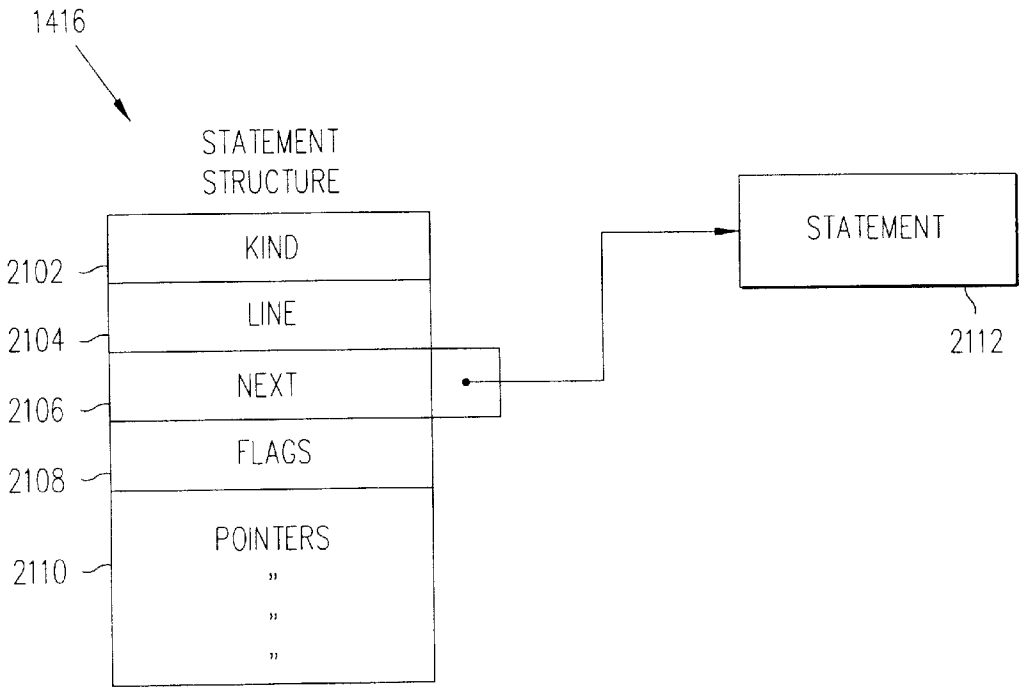 1416
STATEMENT
STRUCTURE
KIND
2102
LINE
2104
NEXT
2106
FLAGS
2108
POINTERS
2110
"
"
"
STATEMENT
2112